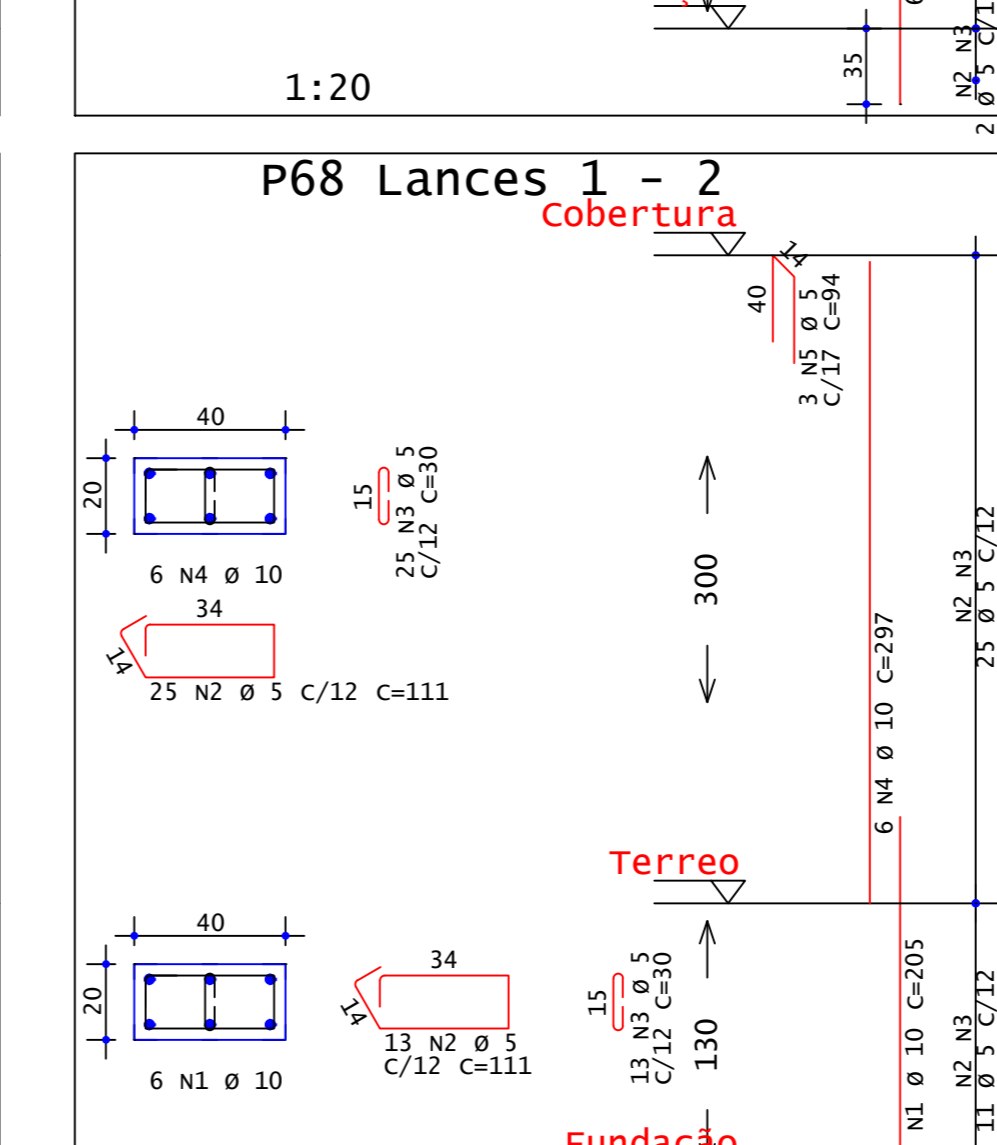 35
N2 N3
1:20
P68 Lances 1 - 2
Cobertura
14
40
3 N5 Ø 5
C/17 C=94
40
20
15
25 N3 Ø 5
C/12 C=30
6 N4 Ø 10
34
14
25 N2 Ø 5 C/12 C=111
300
6 N4 Ø 10 C=297
N2 N3
25 Ø 5 C/12
Terreo
40
20
6 N1 Ø 10
34
14
13 N2 Ø 5
C/12 C=111
15
13 N3 Ø 5
C/12 C=30
130
N1 Ø 10 C=205
N2 N3
11 Ø 5 C/12
Fundação